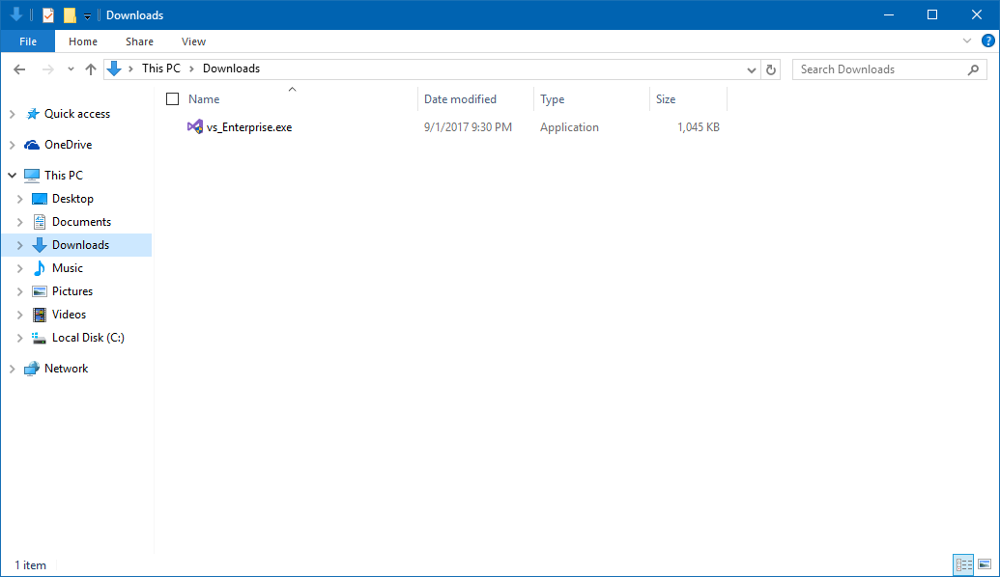 Downloads
File Home Share View
This PC Downloads
Search Downloads
Name Date modified Type Size
vs_Enterprise.exe 9/1/2017 9:30 PM Application 1,045 KB
Quick access
OneDrive
This PC
Desktop
Documents
Downloads
Music
Pictures
Videos
Local Disk (C:)
Network
1 item